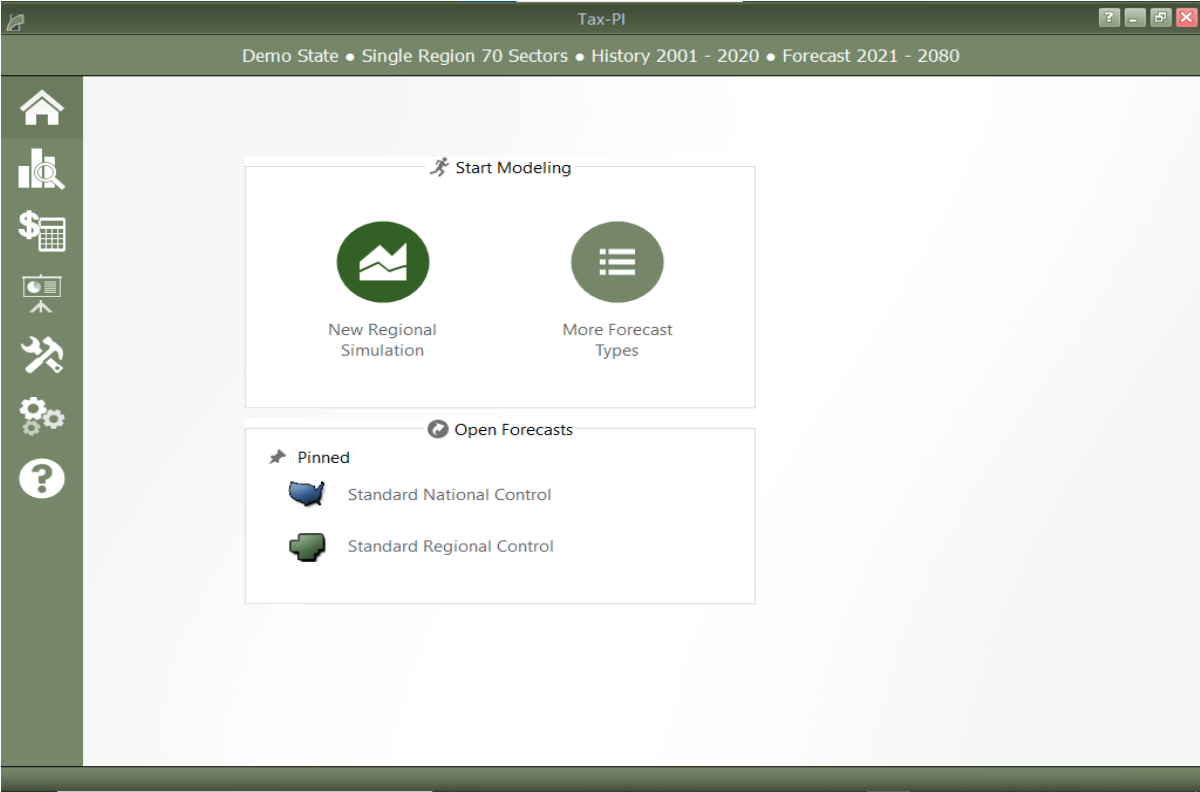 Tax-PI
Demo State ● Single Region 70 Sectors ● History 2001 - 2020 ● Forecast 2021 - 2080
Start Modeling
New Regional
Simulation
More Forecast
Types
Open Forecasts
Pinned
Standard National Control
Standard Regional Control